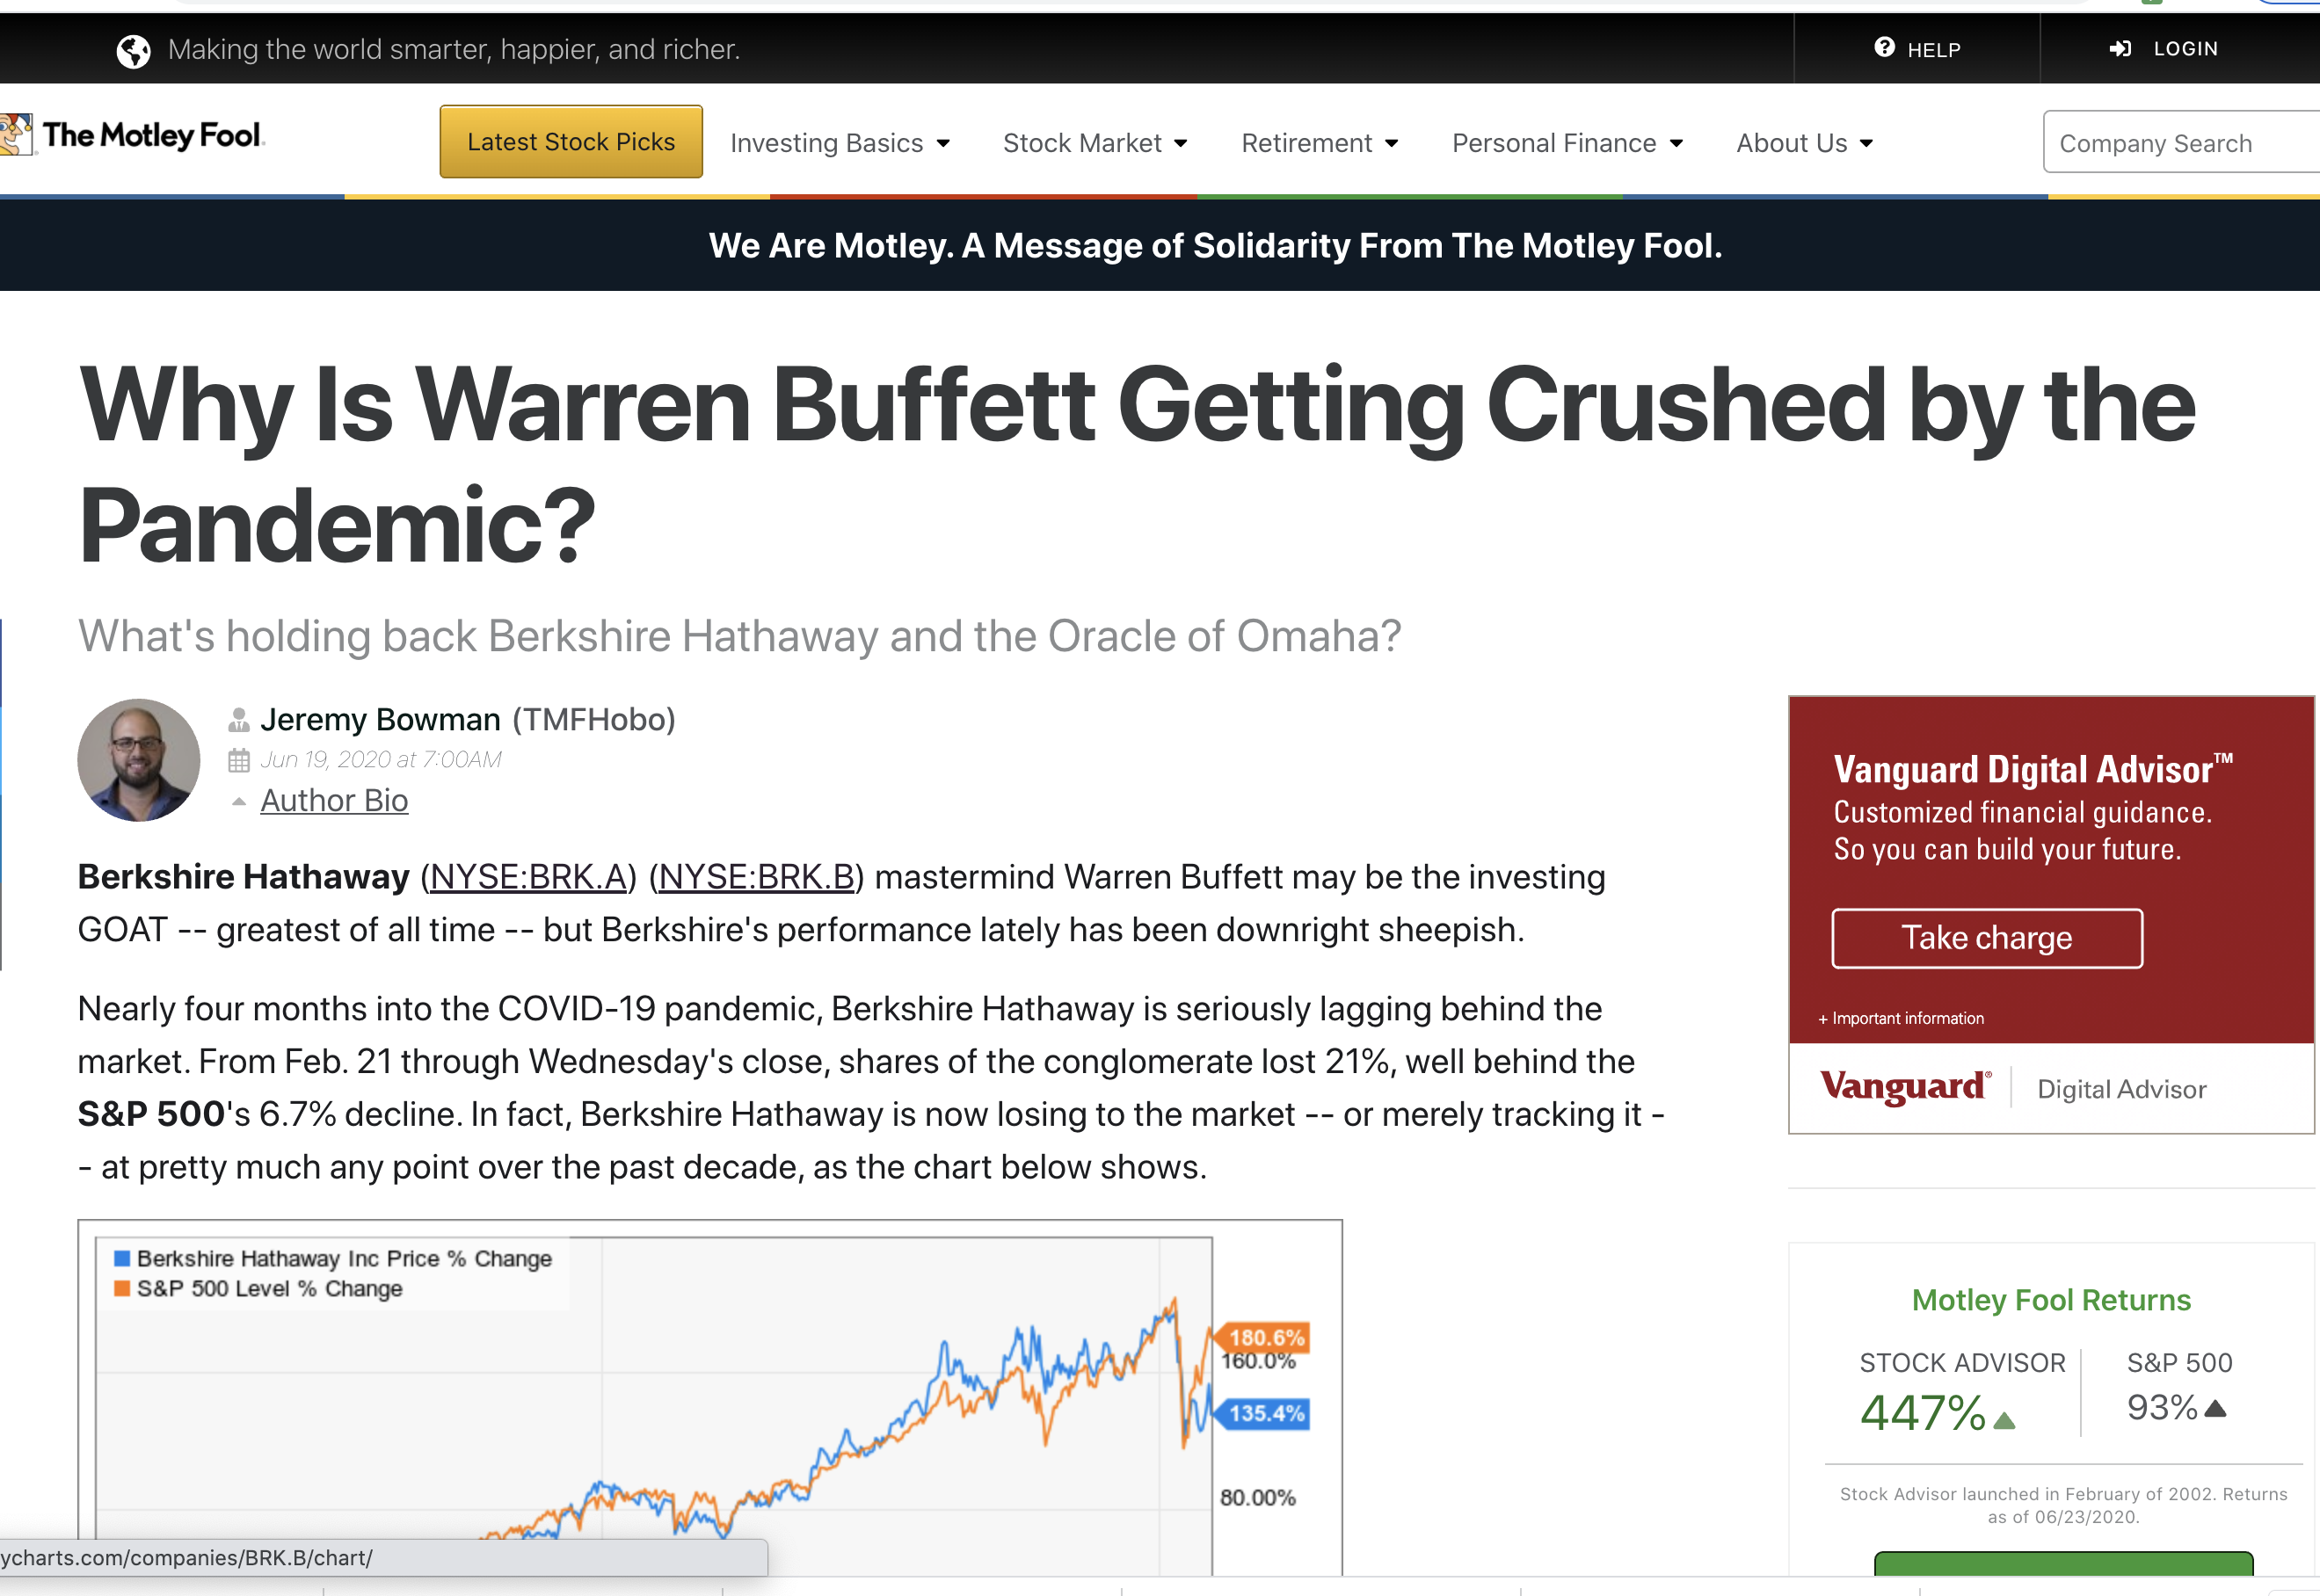 Making the world smarter, happier, and richer.
HELP
LOGIN
The Motley Fool.
Latest Stock Picks
Investing Basics
Stock Market
Retirement
Personal Finance
About Us
Company Search
We Are Motley. A Message of Solidarity From The Motley Fool.
Why Is Warren Buffett Getting Crushed by the
Pandemic?
What's holding back Berkshire Hathaway and the Oracle of Omaha?
Jeremy Bowman (TMFHobo)
Jun 19, 2020 at 7:00AM
Author Bio
Berkshire Hathaway (NYSE:BRK.A) (NYSE:BRK.B) mastermind Warren Buffett may be the investing
GOAT -- greatest of all time -- but Berkshire's performance lately has been downright sheepish.
Nearly four months into the COVID-19 pandemic, Berkshire Hathaway is seriously lagging behind the
market. From Feb. 21 through Wednesday's close, shares of the conglomerate lost 21%, well behind the
S&P 500's 6.7% decline. In fact, Berkshire Hathaway is now losing to the market -- or merely tracking it -
- at pretty much any point over the past decade, as the chart below shows.
Berkshire Hathaway Inc Price % Change
S&P 500 Level % Change
180.6%
160.0%
135.4%
80.00%
ycharts.com/companies/BRK.B/chart/
Vanguard Digital Advisor™
Customized financial guidance.
So you can build your future.
Take charge
+ Important information
Vanguard® Digital Advisor
Motley Fool Returns
STOCK ADVISOR
447%
S&P 500
93%
Stock Advisor launched in February of 2002. Returns
as of 06/23/2020.